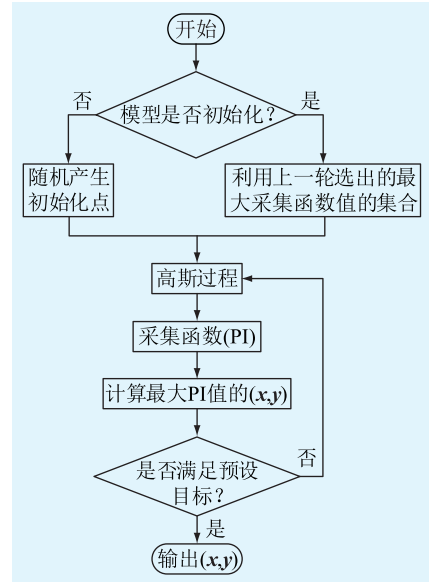 开始
模型是否初始化?
否
是
随机产生
初始化点
利用上一轮选出的最
大采集函数值的集合
高斯过程
采集函数(PI)
计算最大PI值的(x,y)
是否满足预设
目标?
否
是
输出(x,y)